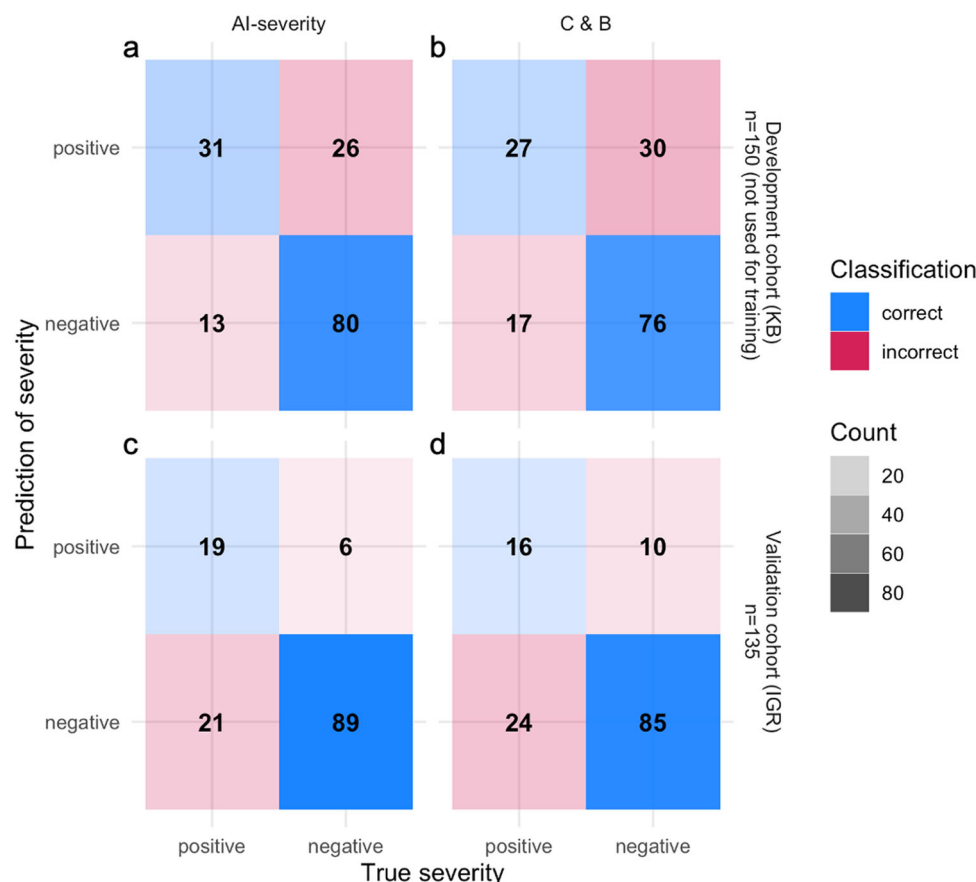 AI-severity
C & B
a
b
positive
31
26
27
30
negative
13
80
17
76
Development cohort (KB)
n=150 (not used for training)
c
d
positive
19
6
16
10
negative
21
89
24
85
Validation cohort (IGR)
n=135
positive
negative
positive
negative
True severity
Prediction of severity
Classification
correct
incorrect
Count
20
40
60
80